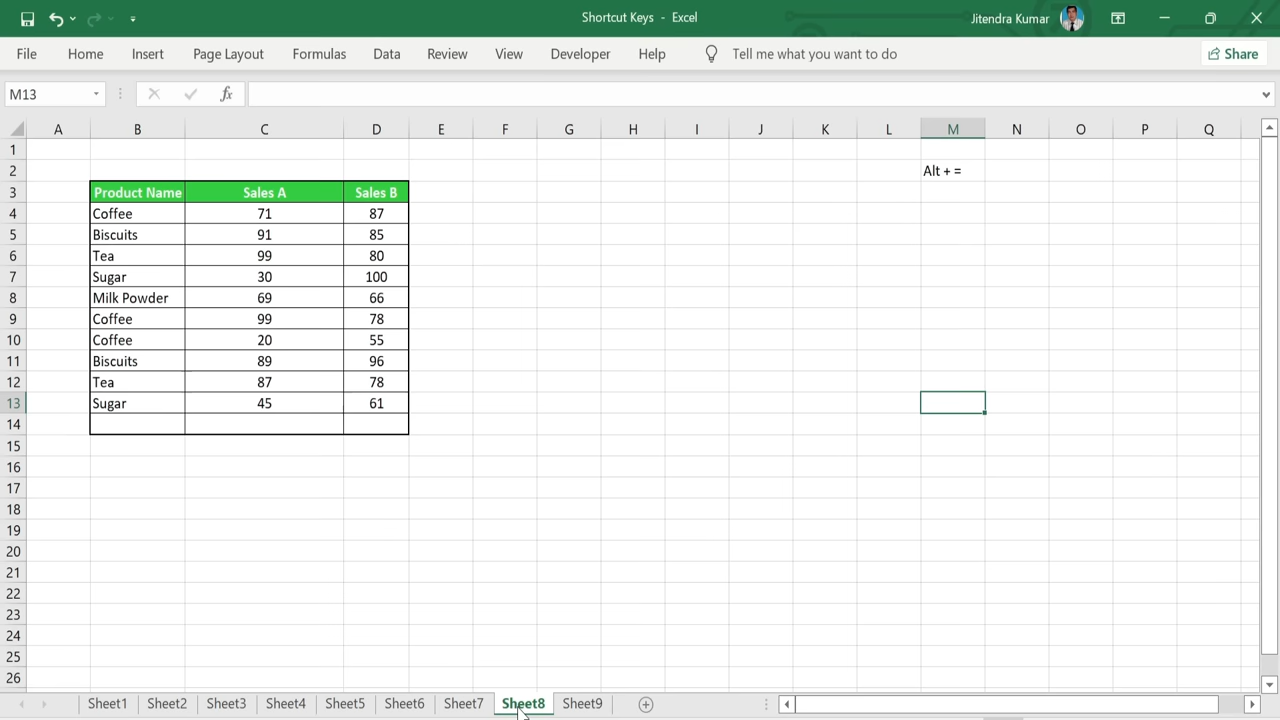 Shortcut Keys - Excel
Jitendra Kumar
File Home Insert Page Layout Formulas Data Review View Developer Help Tell me what you want to do Share
M13 fx
A B C D E F G H I J K L M N O P Q
1
2 Alt + =
3 Product Name Sales A Sales B
4 Coffee 71 87
5 Biscuits 91 85
6 Tea 99 80
7 Sugar 30 100
8 Milk Powder 69 66
9 Coffee 99 78
10 Coffee 20 55
11 Biscuits 89 96
12 Tea 87 78
13 Sugar 45 61
14
15
16
17
18
19
20
21
22
23
24
25
26
Sheet1 Sheet2 Sheet3 Sheet4 Sheet5 Sheet6 Sheet7 Sheet8 Sheet9